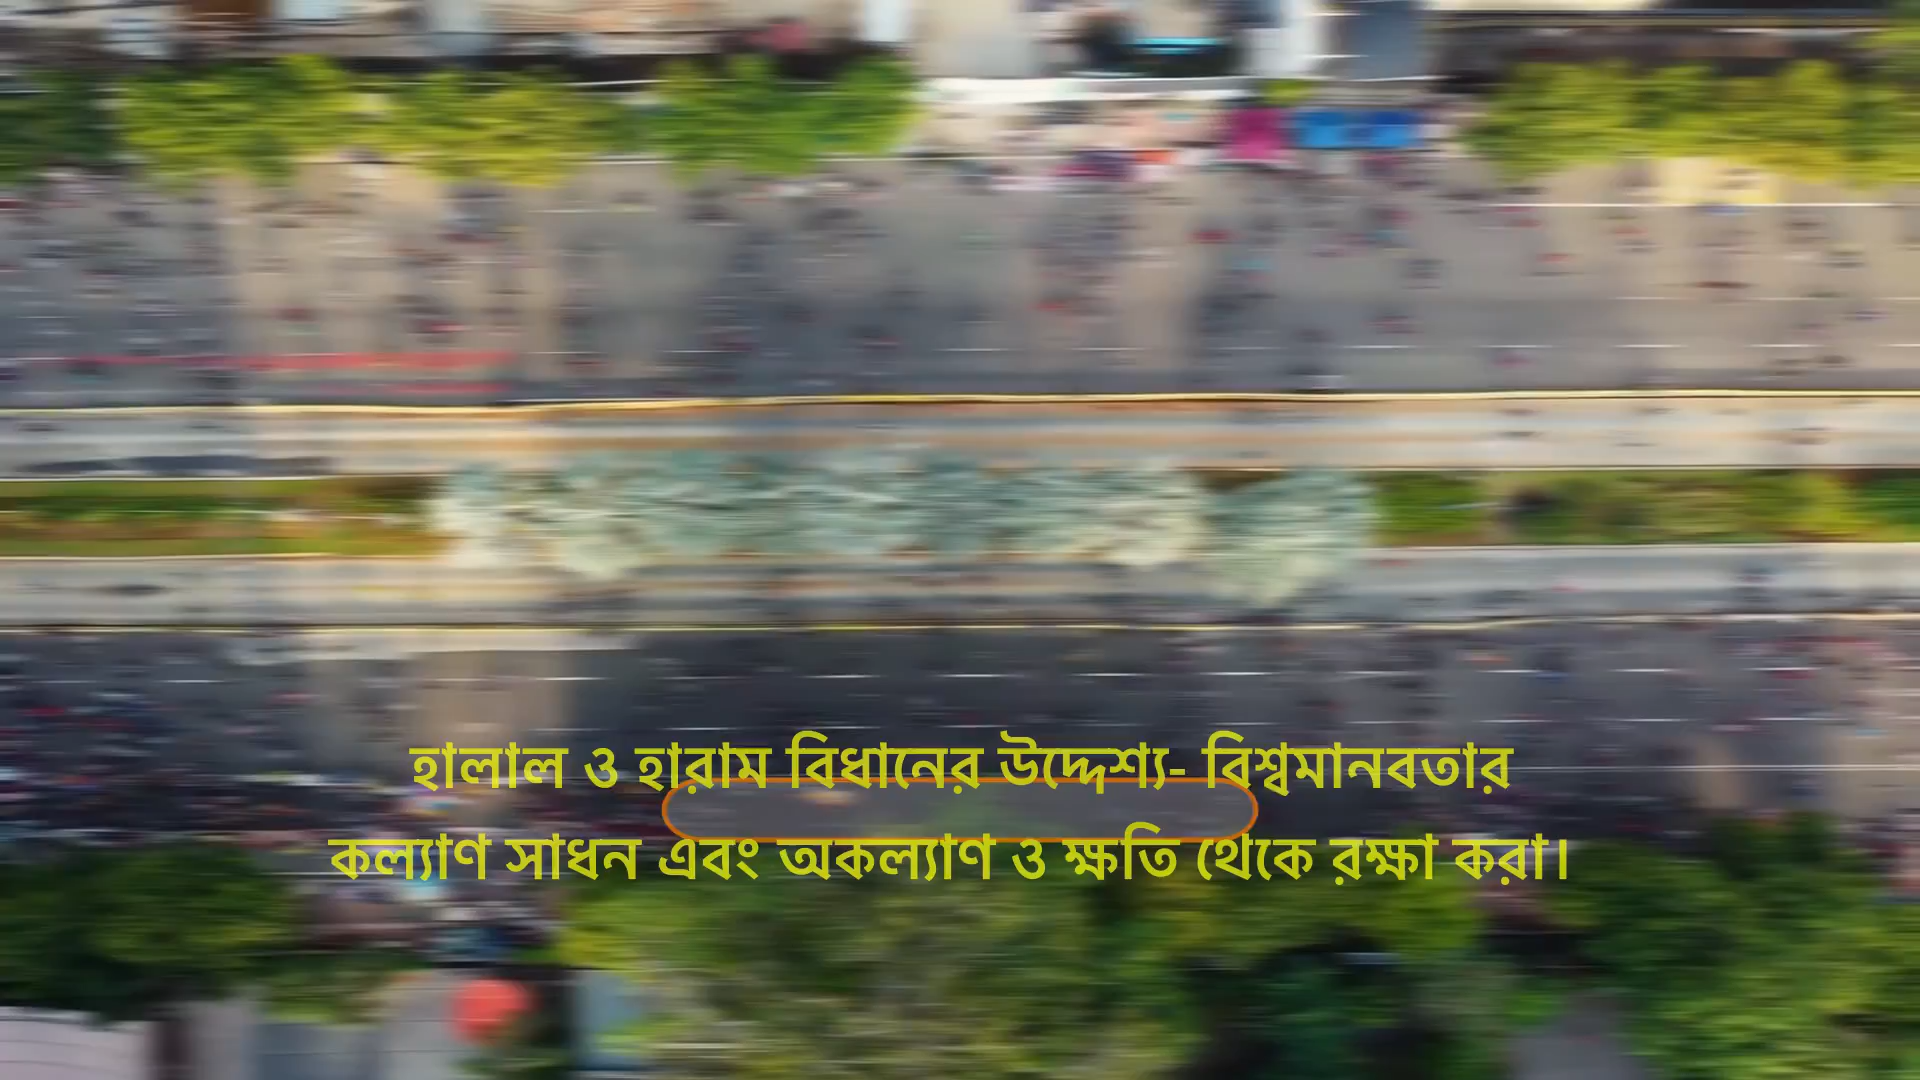 হালাল ও হারাম বিধানের উদ্দেশ্য- বিশ্বমানবতার
কল্যাণ সাধন এবং অকল্যাণ ও ক্ষতি থেকে রক্ষা করা।